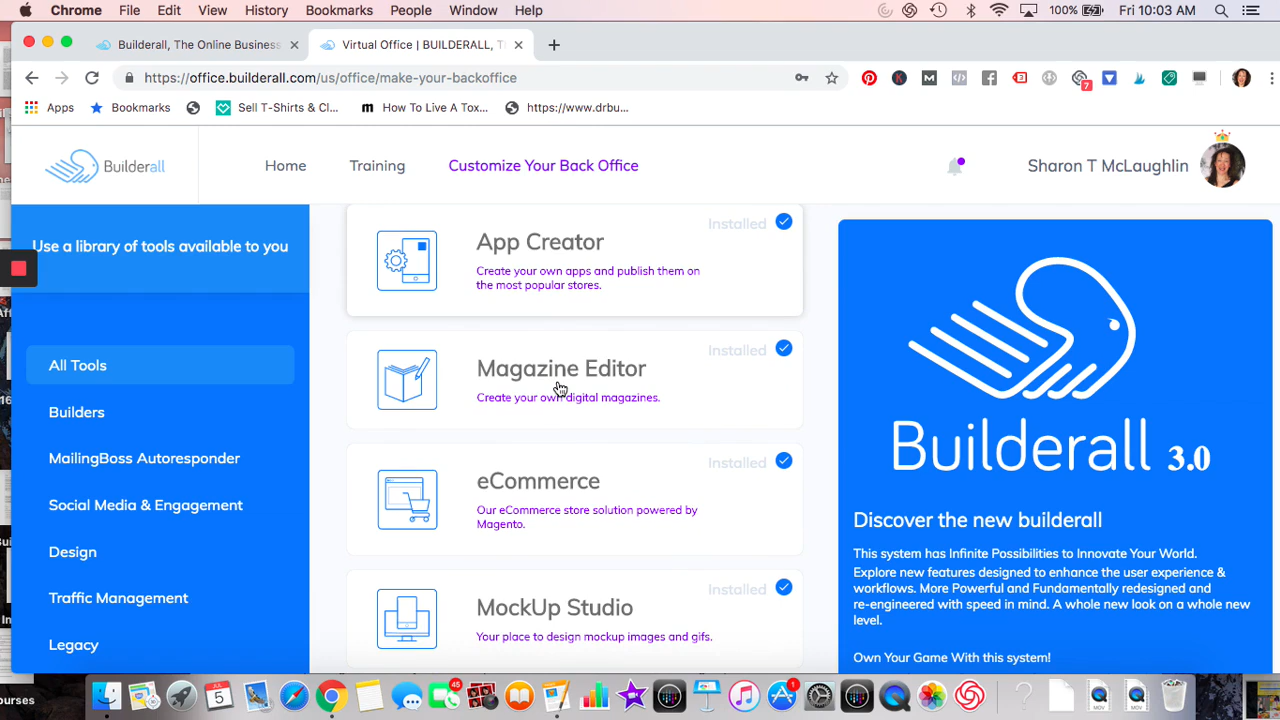 Chrome File Edit View History Bookmarks People Window Help 100% Fri 10:03 AM
Builderall, The Online Business Virtual Office | BUILDERALL, T
https://office.builderall.com/us/office/make-your-backoffice
7
Apps Bookmarks Sell T-Shirts & Cl... How To Live A Tox... https://www.drbu...
Builderall Home Training Customize Your Back Office Sharon T McLaughlin
Use a library of tools available to you
All Tools
Builders
MailingBoss Autoresponder
Social Media & Engagement
Design
Traffic Management
Legacy
Installed
App Creator
Create your own apps and publish them on
the most popular stores.
Installed
Magazine Editor
Create your own digital magazines.
Installed
eCommerce
Our eCommerce store solution powered by
Magento.
Installed
MockUp Studio
Your place to design mockup images and gifs.
Builderall 3.0
Discover the new builderall
This system has Infinite Possibilities to Innovate Your World.
Explore new features designed to enhance the user experience &
workflows. More Powerful and Fundamentally redesigned and
re-engineered with speed in mind. A whole new look on a whole new
level.
Own Your Game With this system!
5
45
1
MOV MOV
ourses